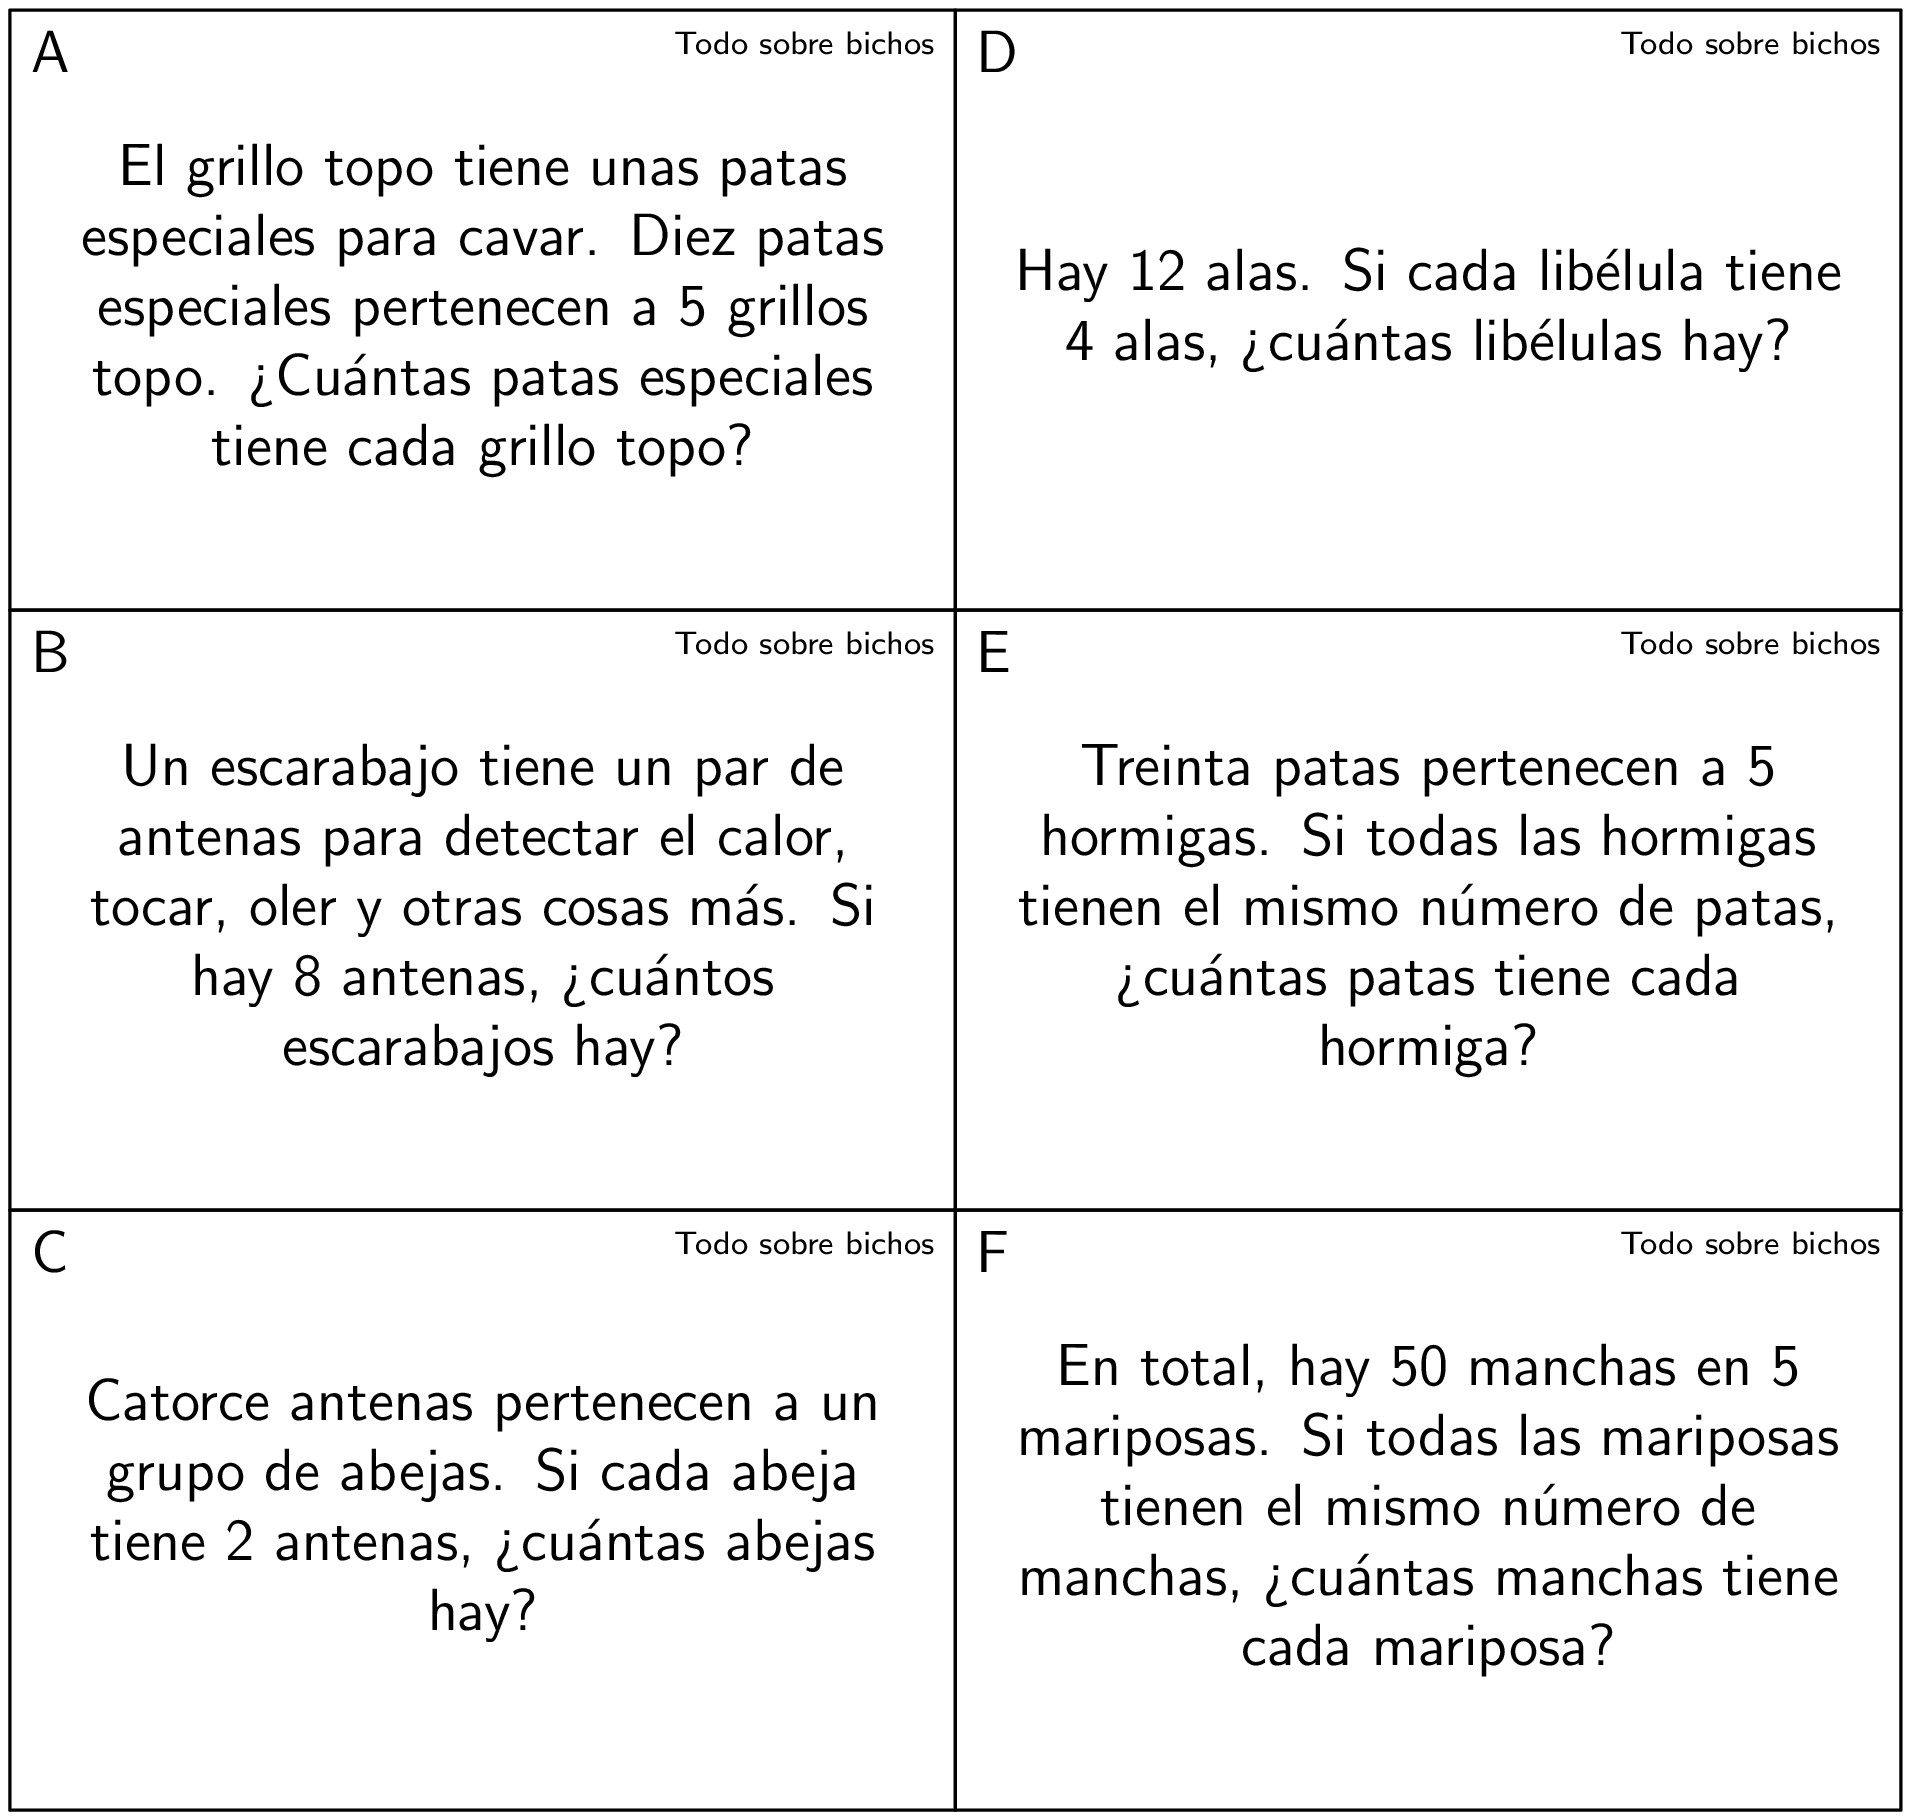 A
Todo sobre bichos
El grillo topo tiene unas patas
especiales para cavar. Diez patas
especiales pertenecen a 5 grillos
topo. ¿Cuántas patas especiales
tiene cada grillo topo?
D
Todo sobre bichos
Hay 12 alas. Si cada libélula tiene
4 alas, ¿cuántas libélulas hay?
B
Todo sobre bichos
Un escarabajo tiene un par de
antenas para detectar el calor,
tocar, oler y otras cosas más. Si
hay 8 antenas, ¿cuántos
escarabajos hay?
E
Todo sobre bichos
Treinta patas pertenecen a 5
hormigas. Si todas las hormigas
tienen el mismo número de patas,
¿cuántas patas tiene cada
hormiga?
C
Todo sobre bichos
Catorce antenas pertenecen a un
grupo de abejas. Si cada abeja
tiene 2 antenas, ¿cuántas abejas
hay?
F
Todo sobre bichos
En total, hay 50 manchas en 5
mariposas. Si todas las mariposas
tienen el mismo número de
manchas, ¿cuántas manchas tiene
cada mariposa?